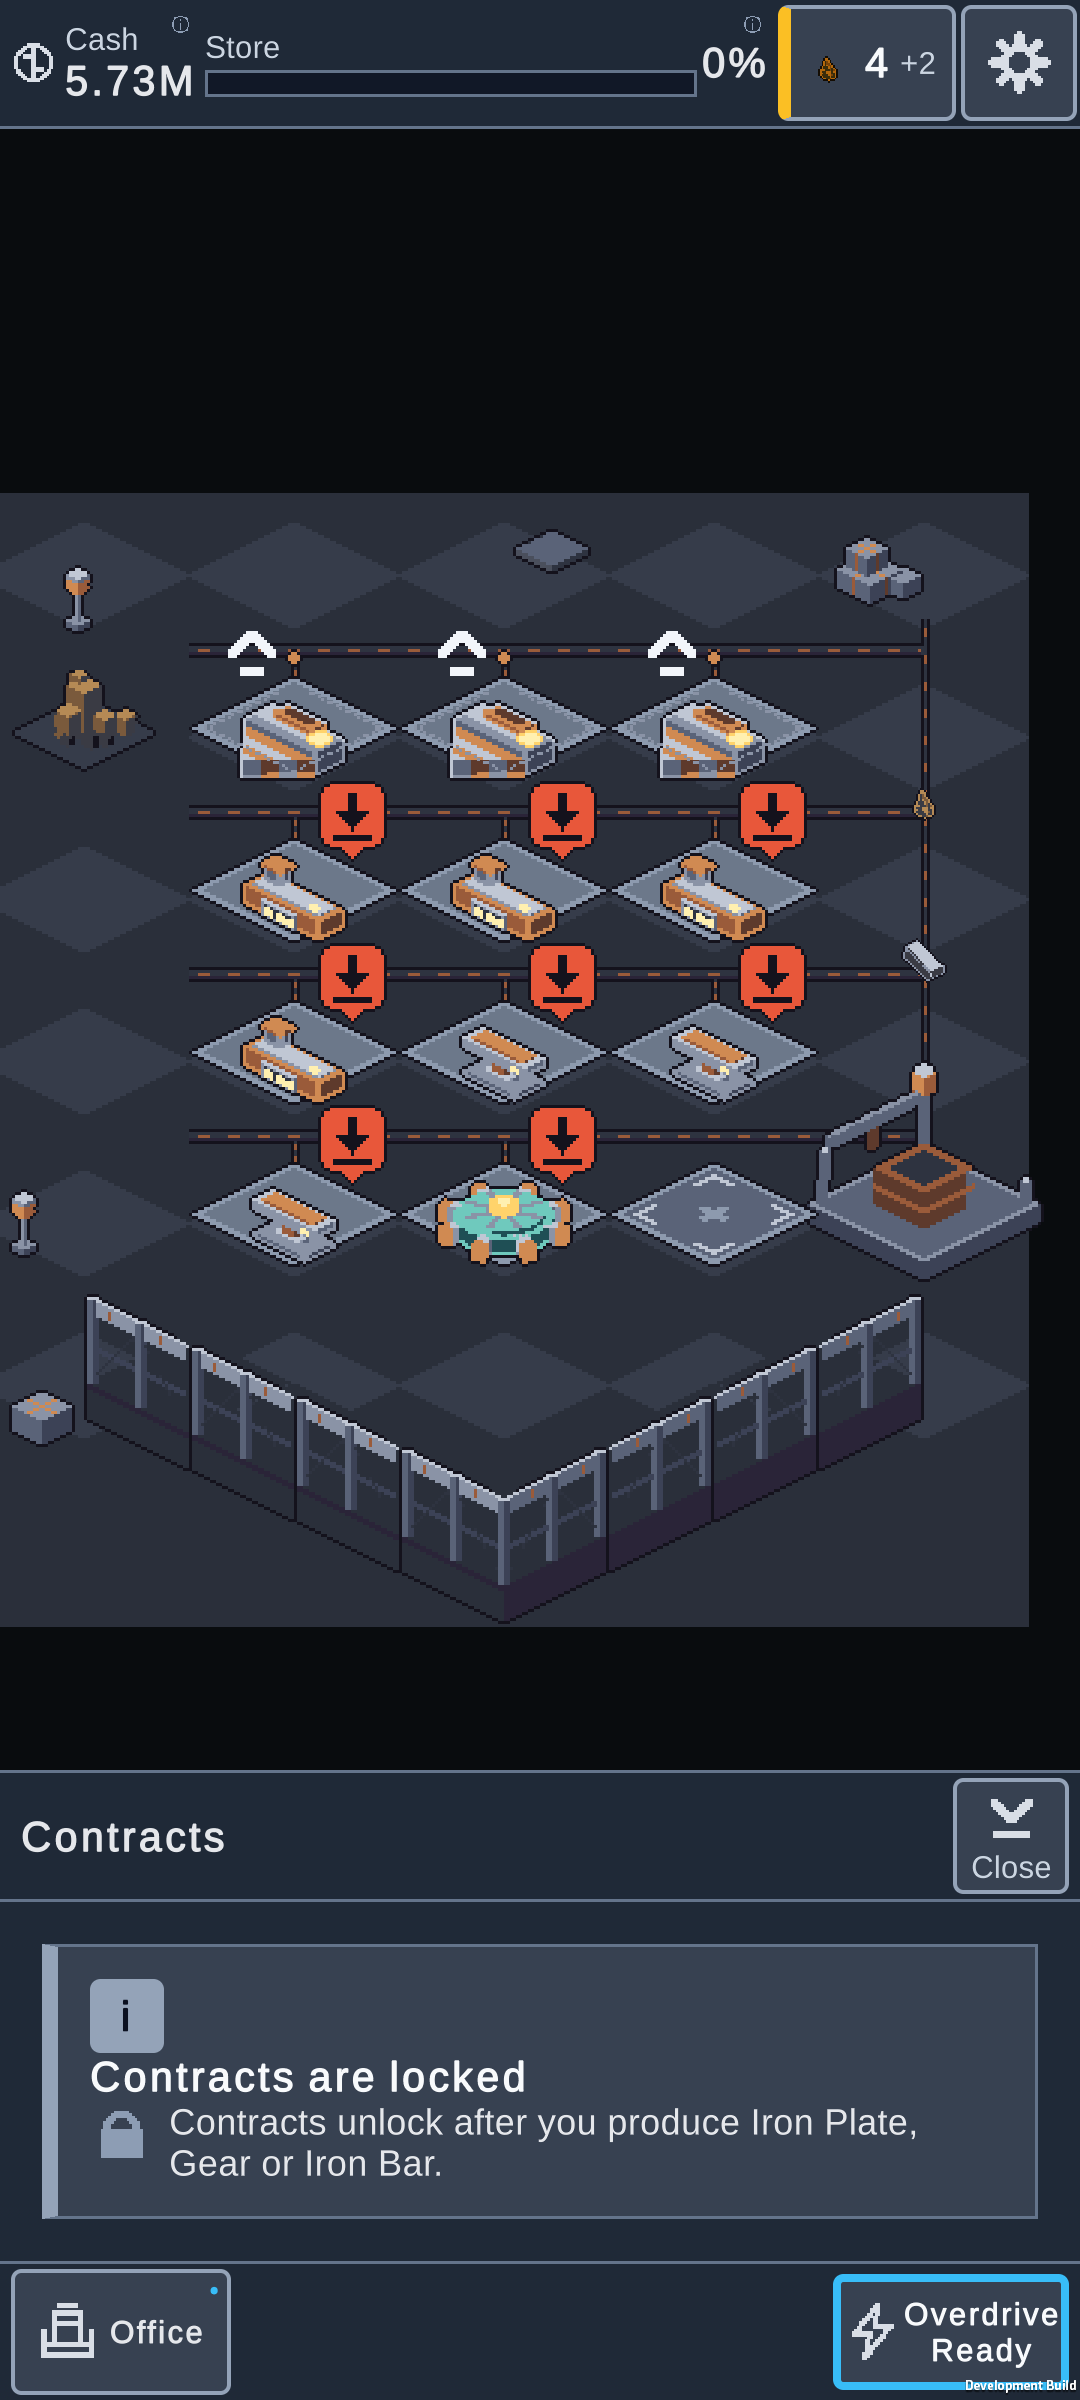 Cash
5.73M
Store
0%
4 +2
Contracts
Close
i
Contracts are locked
Contracts unlock after you produce Iron Plate,
Gear or Iron Bar.
Office
Overdrive
Ready
Development Build